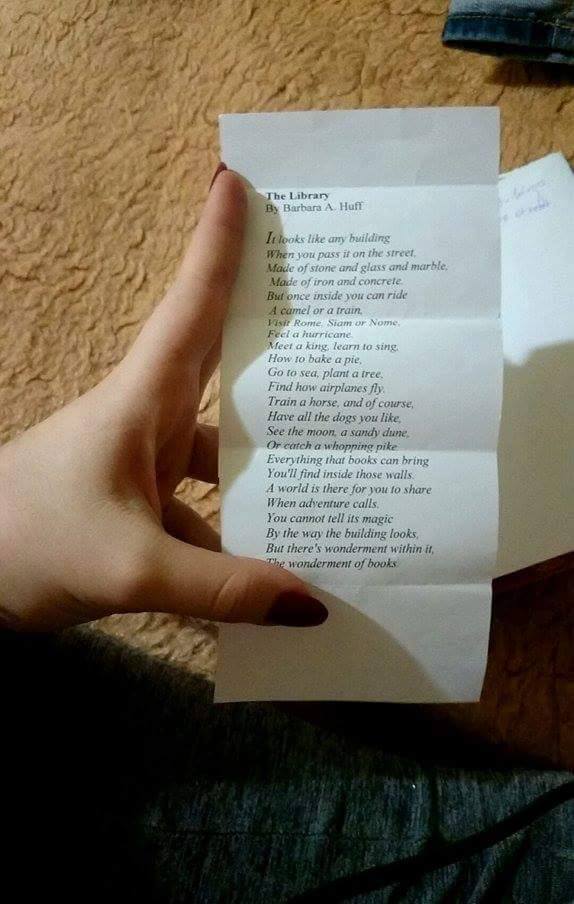 The Library
By Barbara A. Huff
It looks like any building
When you pass it on the street,
Made of stone and glass and marble,
Made of iron and concrete.
But once inside you can ride
A camel or a train,
Visit Rome, Siam or Nome,
Feel a hurricane,
Meet a king, learn to sing,
How to bake a pie,
Go to sea, plant a tree,
Find how airplanes fly.
Train a horse, and of course,
Have all the dogs you like,
See the moon, a sandy dune,
Or catch a whopping pike
Everything that books can bring
You'll find inside those walls.
A world is there for you to share
When adventure calls.
You cannot tell its magic
By the way the building looks,
But there's wonderment within it,
The wonderment of books